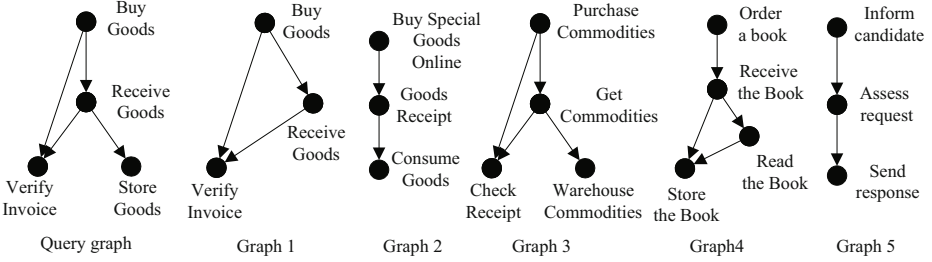 Buy
Goods
Receive
Goods
Verify
Invoice
Store
Goods
Query graph
Buy
Goods
Receive
Goods
Verify
Invoice
Graph 1
Buy Special
Goods
Online
Goods
Receipt
Consume
Goods
Graph 2
Purchase
Commodities
Get
Commodities
Check
Receipt
Warehouse
Commodities
Graph 3
Order
a book
Receive
the Book
Read
the Book
Store
the Book
Graph4
Inform
candidate
Assess
request
Send
response
Graph 5